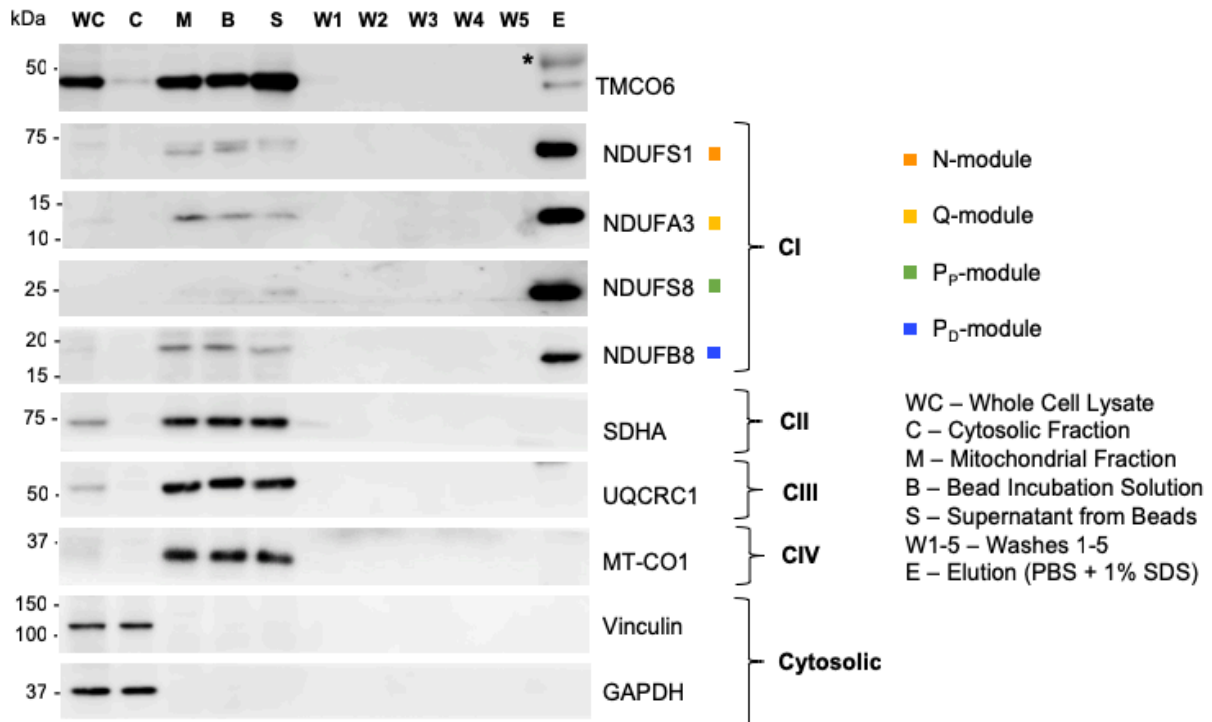 kDa WC C M B S W1 W2 W3 W4 W5 E
50 - * TMCO6
75 - NDUFS1
15 -
10 - NDUFA3
25 - NDUFS8
20 -
15 - NDUFB8
CI
75 - SDHA CII
50 - UQCRC1 CIII
37 - MT-CO1 CIV
150 -
100 - Vinculin
37 - GAPDH
Cytosolic
N-module
Q-module
PP-module
PD-module
WC – Whole Cell Lysate
C – Cytosolic Fraction
M – Mitochondrial Fraction
B – Bead Incubation Solution
S – Supernatant from Beads
W1-5 – Washes 1-5
E – Elution (PBS + 1% SDS)